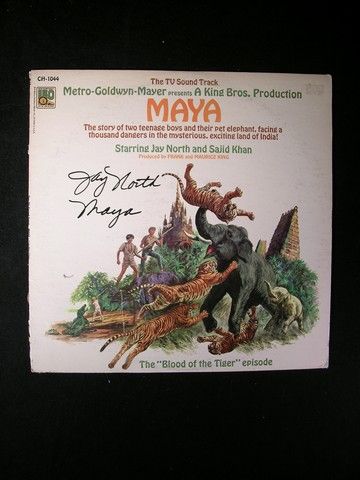 CH-1044
The TV Sound Track
Metro-Goldwyn-Mayer presents A King Bros. Production
MAYA
The story of two teenage boys and their pet elephant, facing a
thousand dangers in the mysterious, exciting land of India!
Starring Jay North and Sajid Khan
Produced by FRANK and MAURICE KING
Jay North
Maya
The "Blood of the Tiger" episode